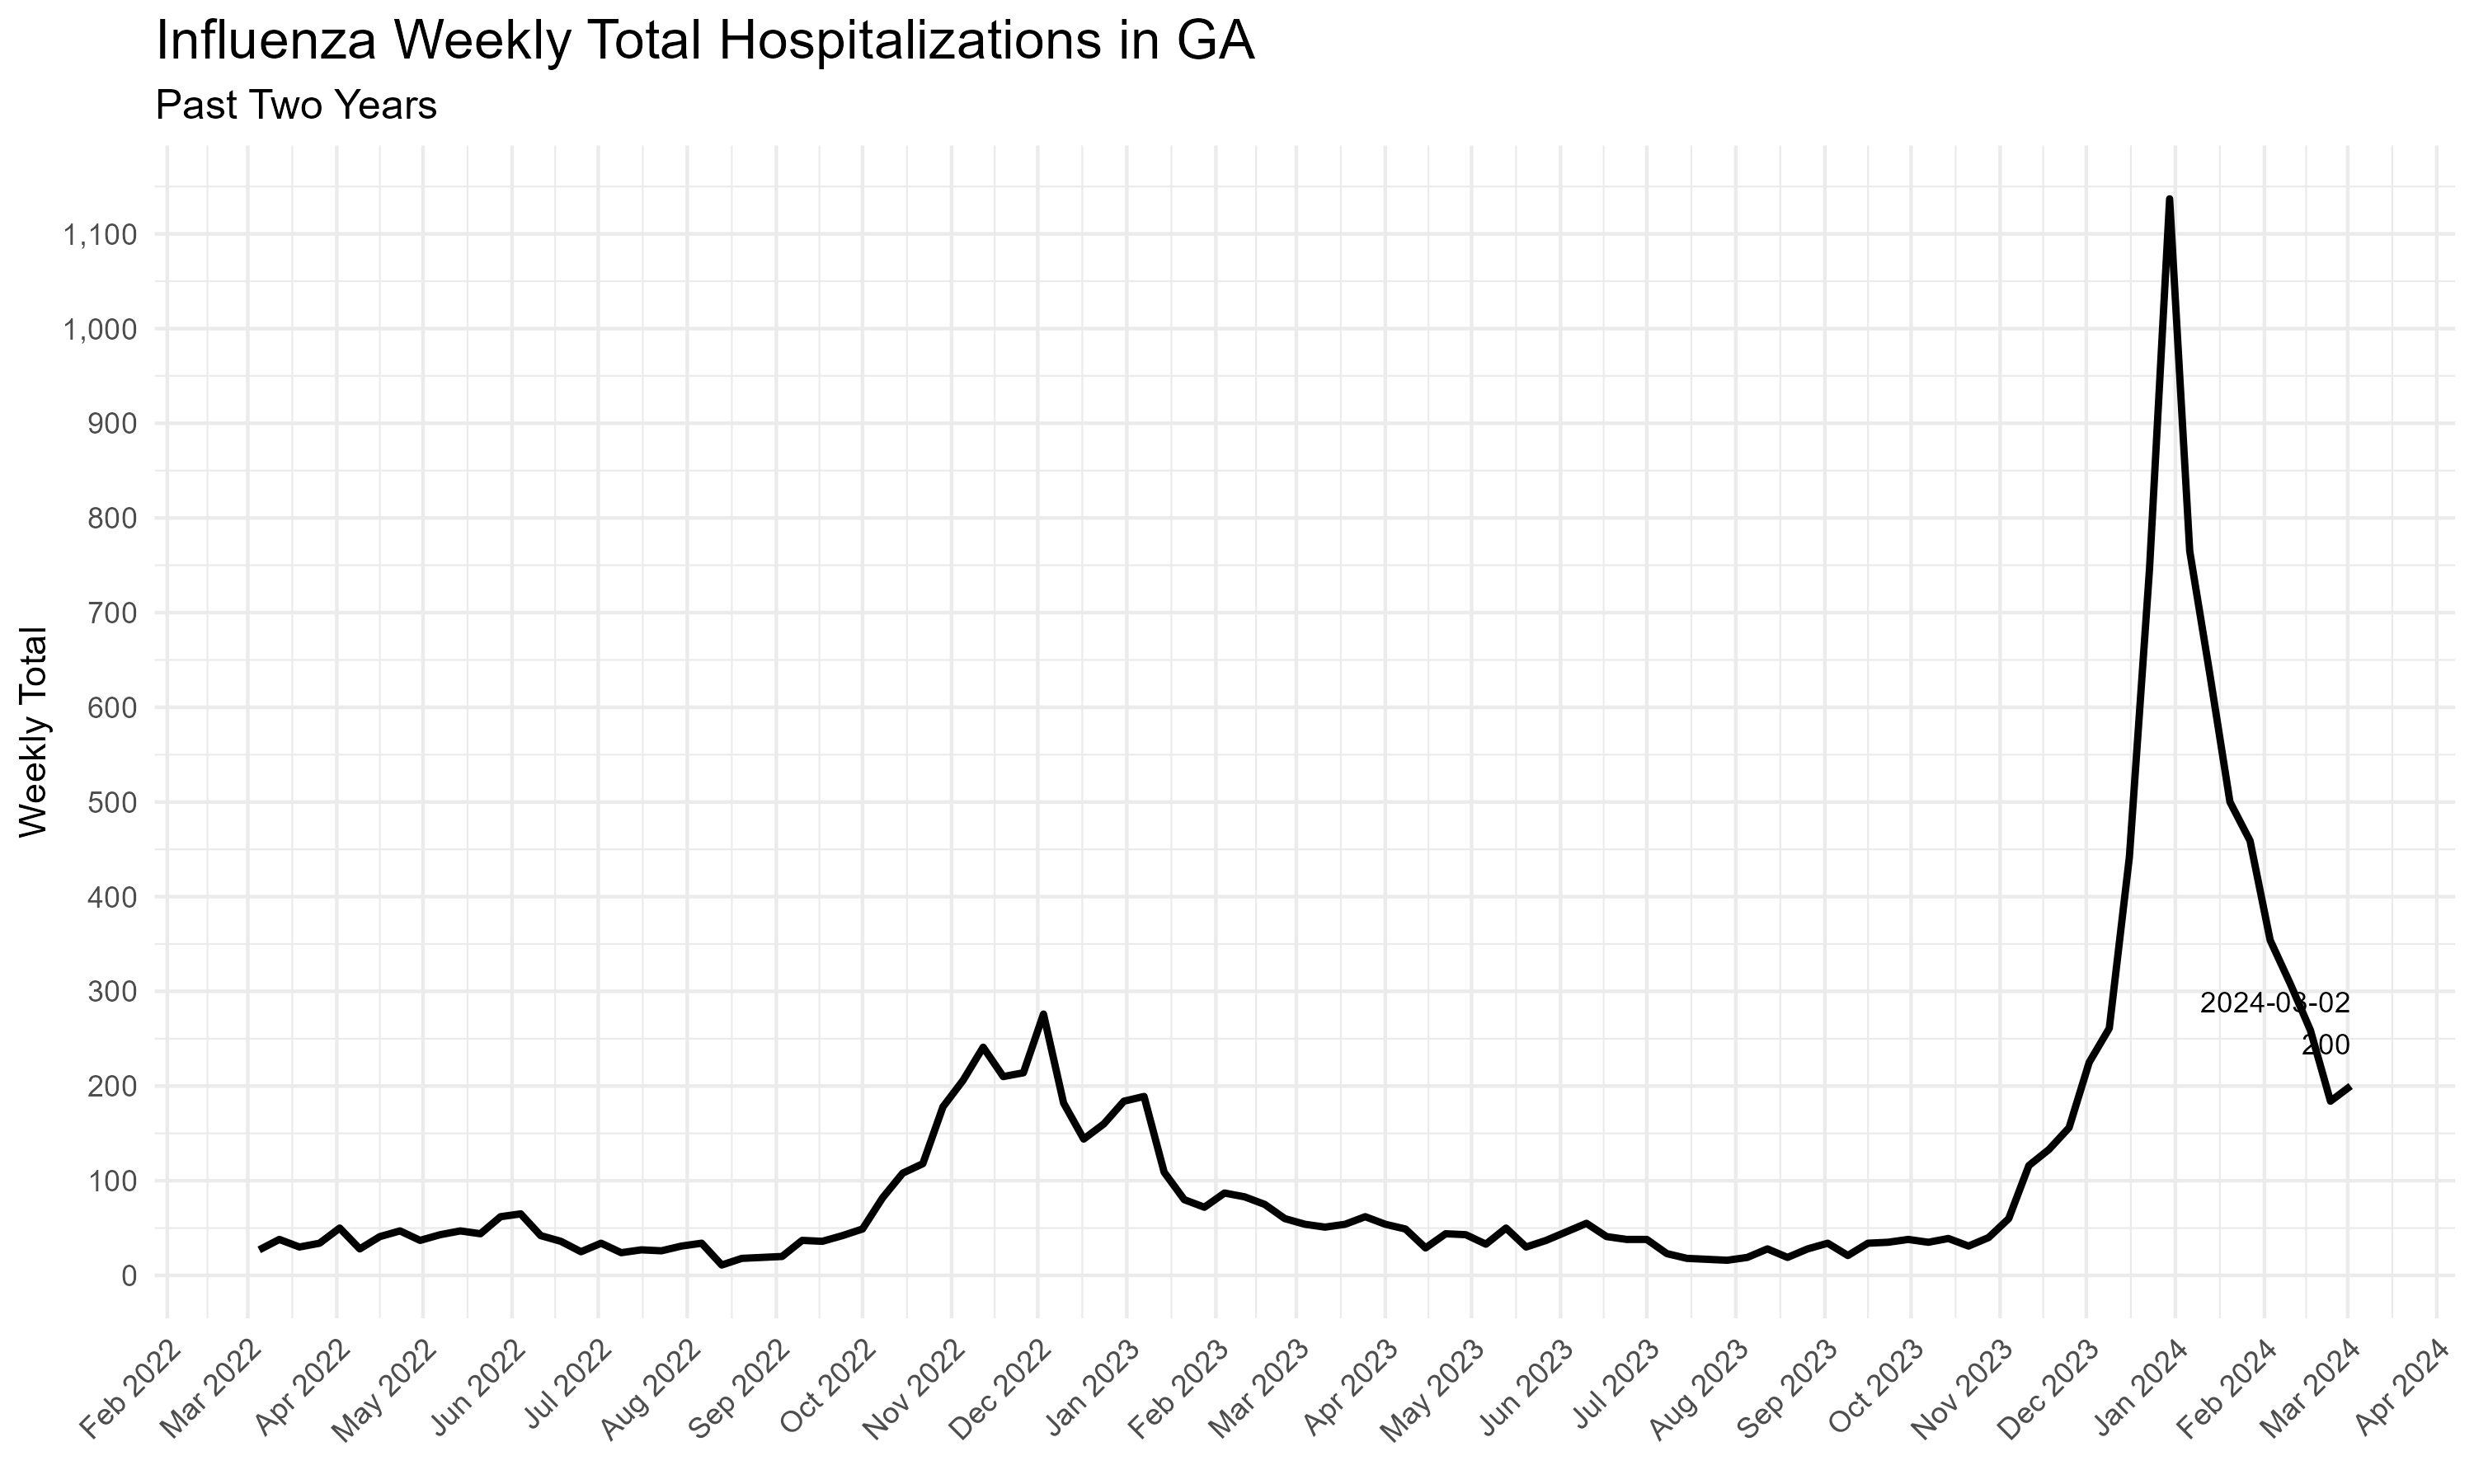 Influenza Weekly Total Hospitalizations in GA
Past Two Years
Weekly Total
1,100
1,000
900
800
700
600
500
400
300
200
100
0
2024-03-02
200
Feb 2022
Mar 2022
Apr 2022
May 2022
Jun 2022
Jul 2022
Aug 2022
Sep 2022
Oct 2022
Nov 2022
Dec 2022
Jan 2023
Feb 2023
Mar 2023
Apr 2023
May 2023
Jun 2023
Jul 2023
Aug 2023
Sep 2023
Oct 2023
Nov 2023
Dec 2023
Jan 2024
Feb 2024
Mar 2024
Apr 2024